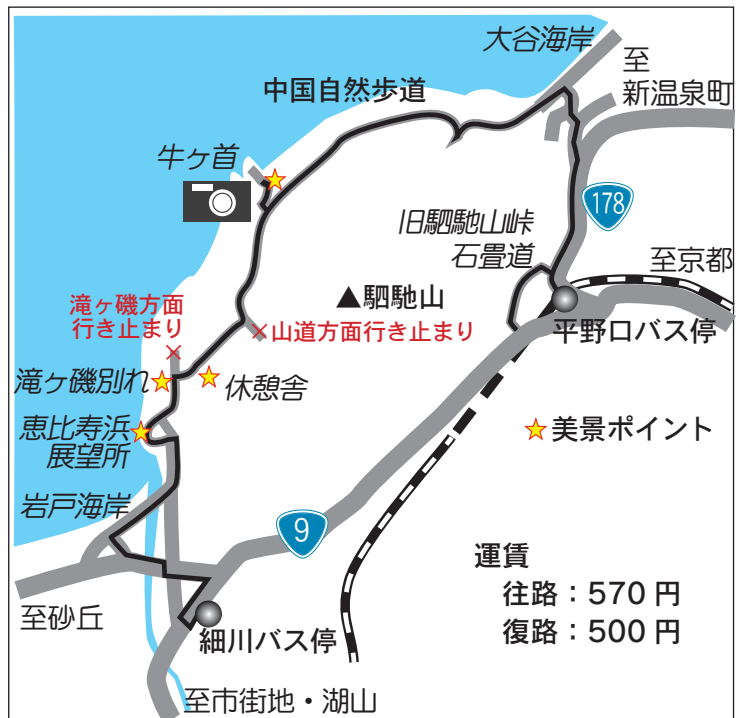 大谷海岸
至
新温泉町
中国自然歩道
牛ヶ首
178
旧駟馳山峠
石畳道
至京都
▲駟馳山
滝ヶ磯方面
行き止まり
×山道方面行き止まり
平野口バス停
滝ヶ磯別れ
休憩舎
恵比寿浜
展望所
★美景ポイント
岩戸海岸
9
運賃
往路：570円
復路：500円
至砂丘
細川バス停
至市街地・湖山